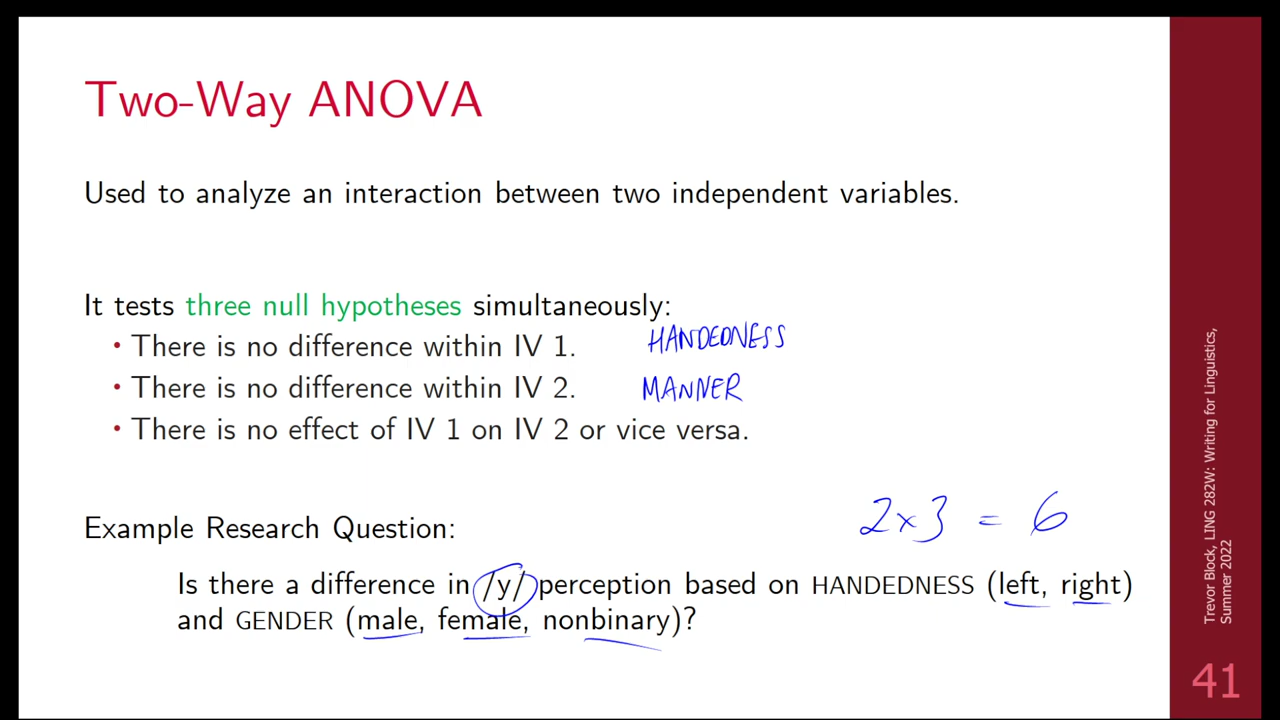 Two-Way ANOVA
Used to analyze an interaction between two independent variables.
It tests three null hypotheses simultaneously:
• There is no difference within IV 1. HANDEDNESS
• There is no difference within IV 2. MANNER
• There is no effect of IV 1 on IV 2 or vice versa.
2x3 = 6
Example Research Question:
Is there a difference in /y/ perception based on HANDEDNESS (left, right)
and GENDER (male, female, nonbinary)?
Trevor Block, LING 282W: Writing for Linguistics,
Summer 2022
41